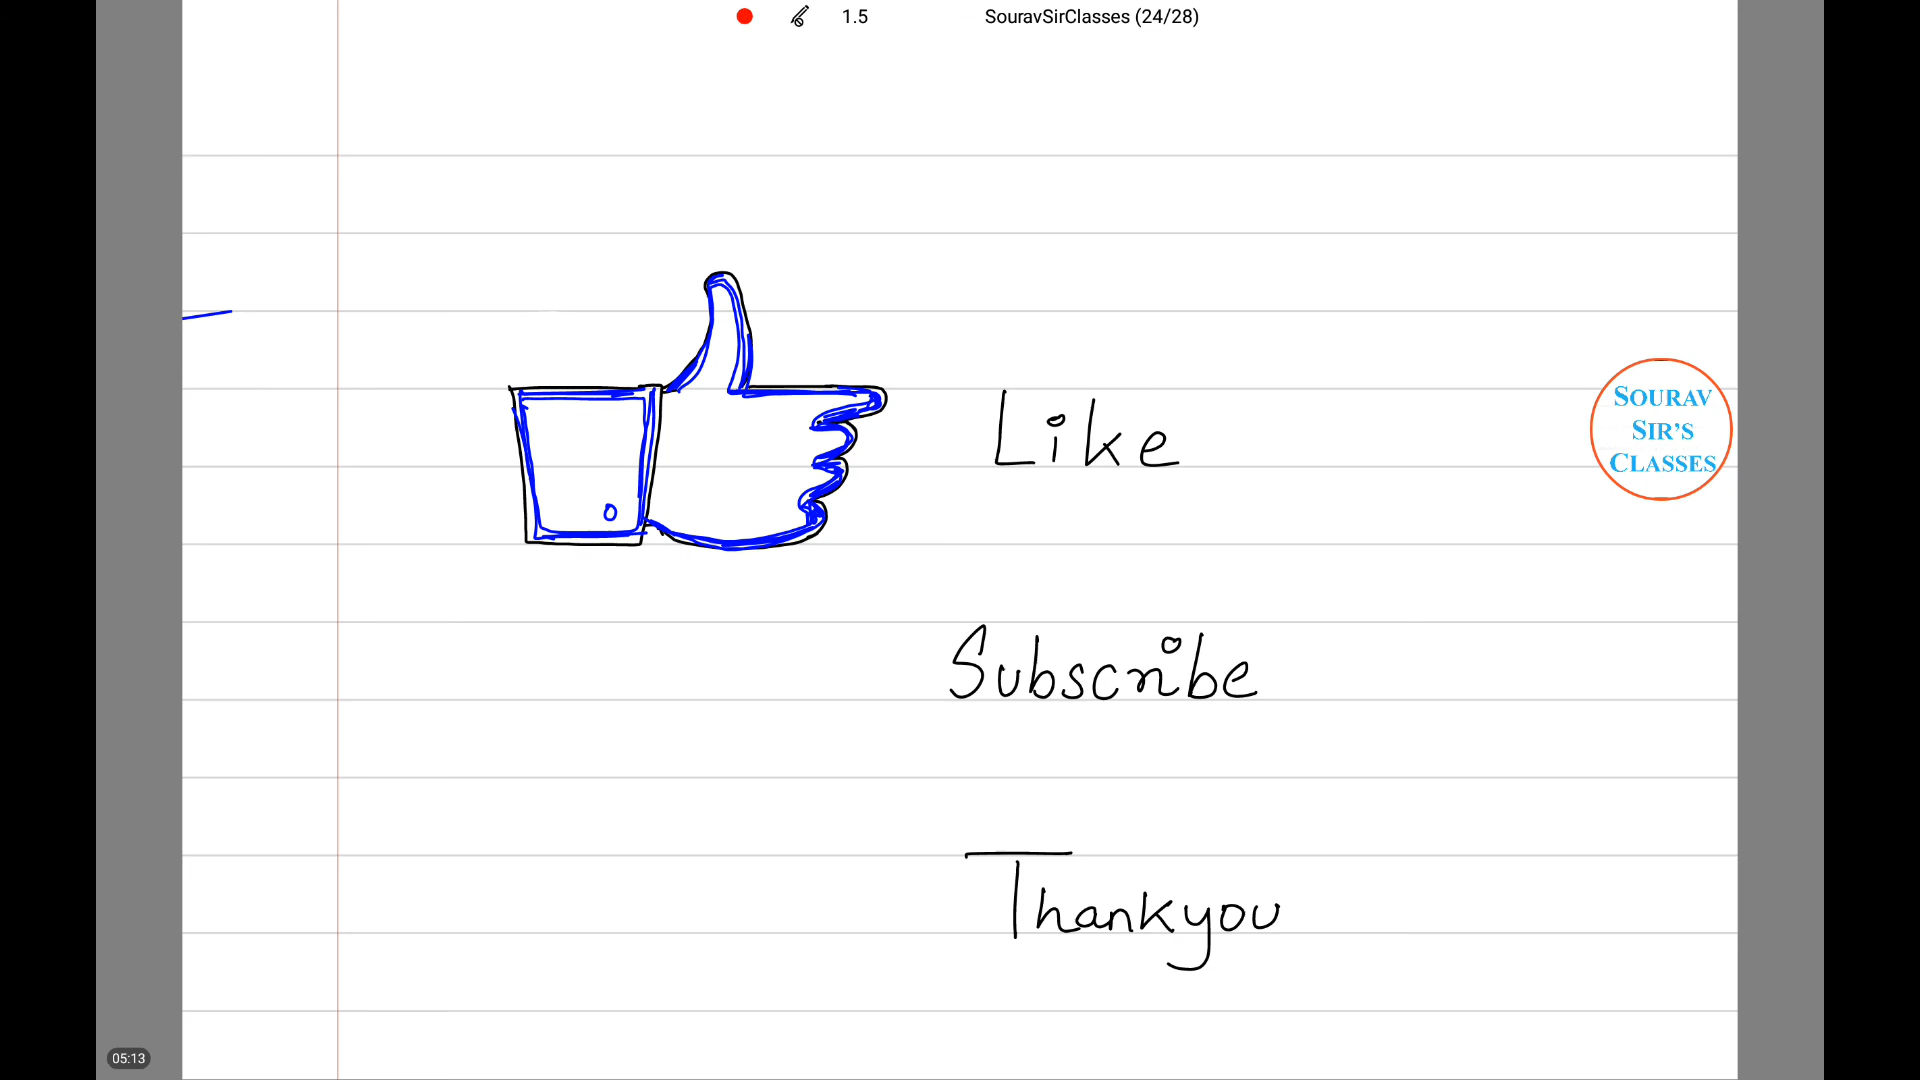 1.5 SouravSirClasses (24/28)
Like
SOURAV
SIR'S
CLASSES
Subscribe
Thankyou
05:13